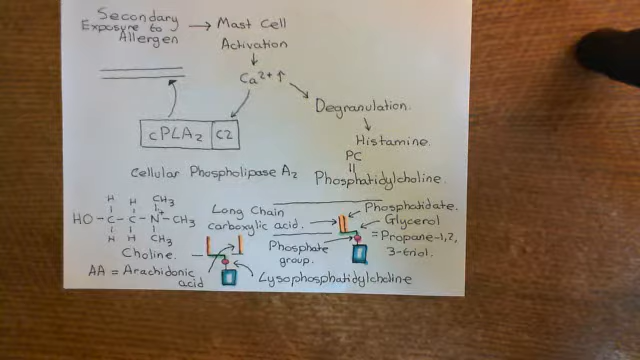 Secondary
Exposure to
Allergen
Mast Cell
Activation
Ca2+ ↑
Degranulation.
Histamine.
cPLA2 C2
Cellular Phospholipase A2
PC
=
Phosphatidylcholine.
HO-C-C-N+-CH3
H H CH3
H H CH3
Choline.
AA = Arachidonic
acid
Long Chain
carboxylic acid.
Phosphate
group.
Phosphatidate.
Glycerol
= Propane-1,2,
3-triol.
Lysophosphatidylcholine